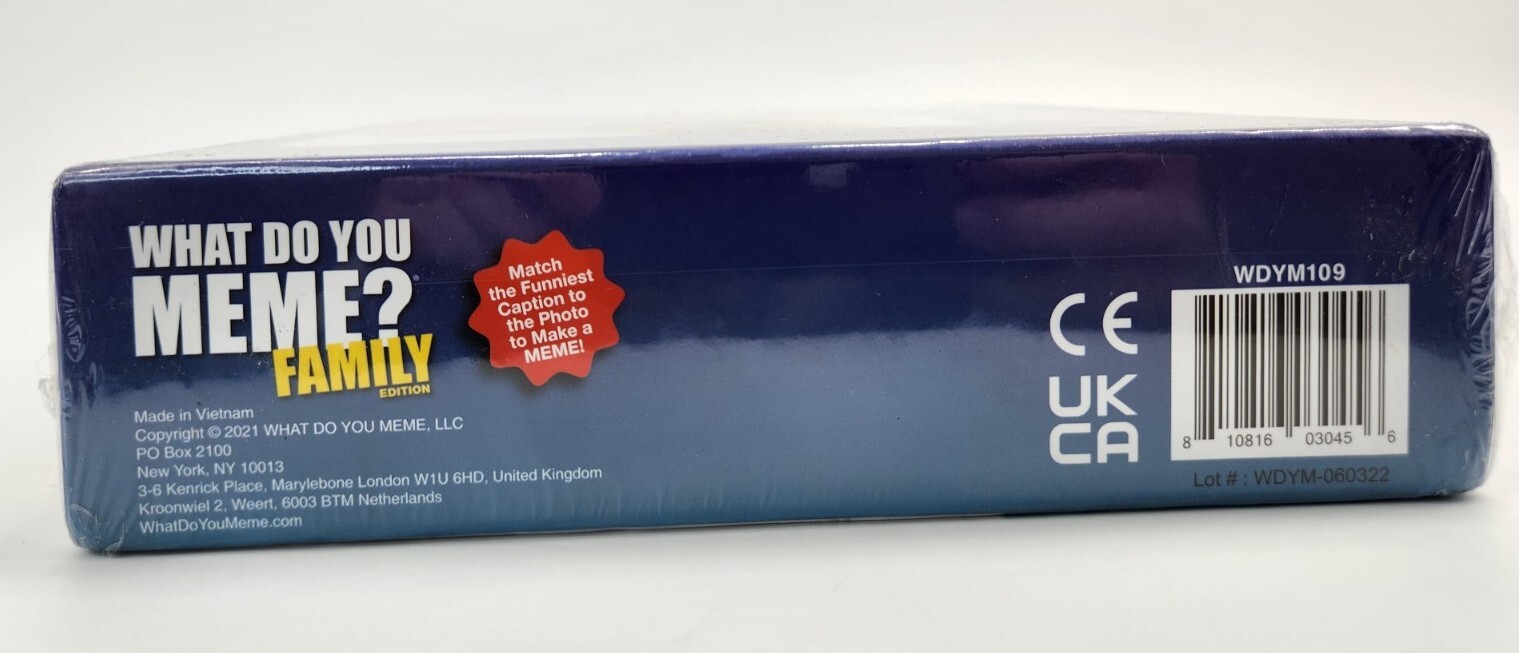 WHAT DO YOU
MEME?
FAMILY
EDITION
Match
the Funniest
Caption to
the Photo
to Make a
MEME!
Made in Vietnam
Copyright © 2021 WHAT DO YOU MEME, LLC
PO Box 2100
New York, NY 10013
3-6 Kenrick Place, Marylebone London W1U 6HD, United Kingdom
Kroonwiel 2, Weert, 6003 BTM Netherlands
WhatDoYouMeme.com
CE
UK
CA
WDYM109
8 10816 03045 6
Lot # : WDYM-060322